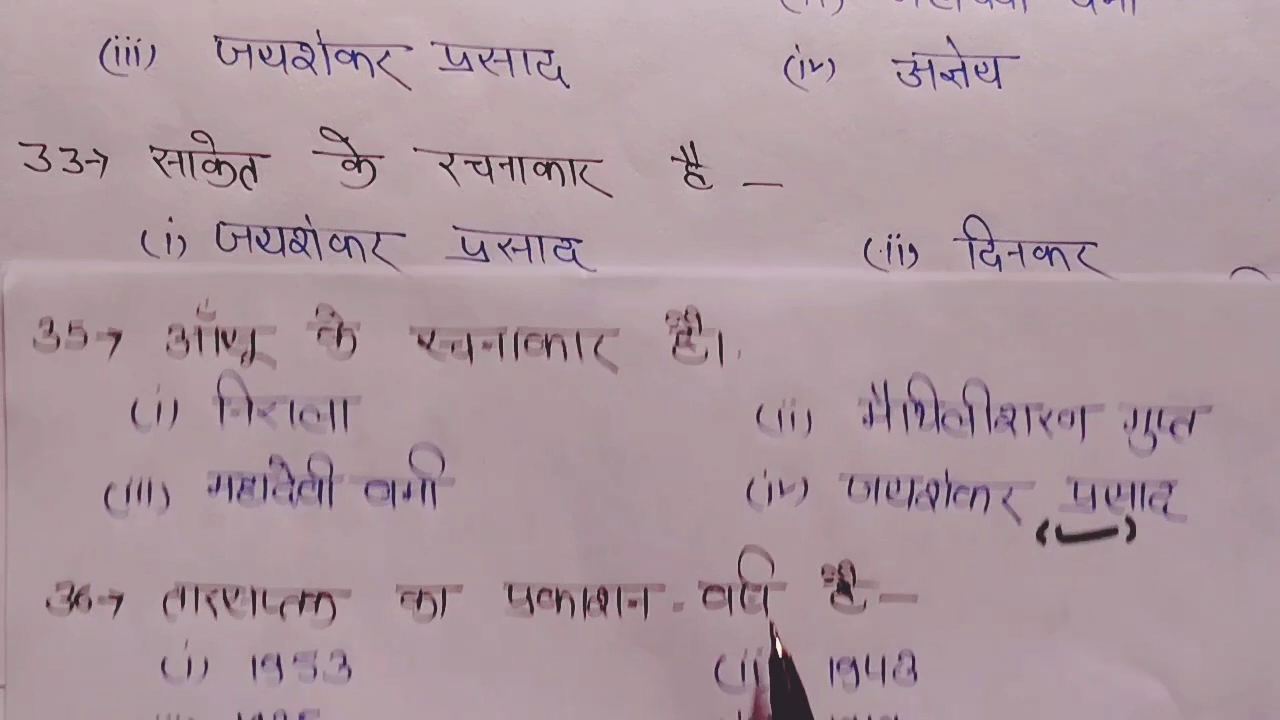 (iii) जयशंकर प्रसाद (iv) अज्ञेय
33→ साकेत के रचनाकार है —
(i) जयशंकर प्रसाद (ii) दिनकर
35→ आँसू के रचनाकार हैं।
(i) निराला (ii) मैथिलीशरण गुप्त
(iii) महादेवी वर्मा (iv) जयशंकर प्रसाद
36→ तारसप्तक का प्रकाशन - वर्ष है —
(i) 1953 (ii) 1943